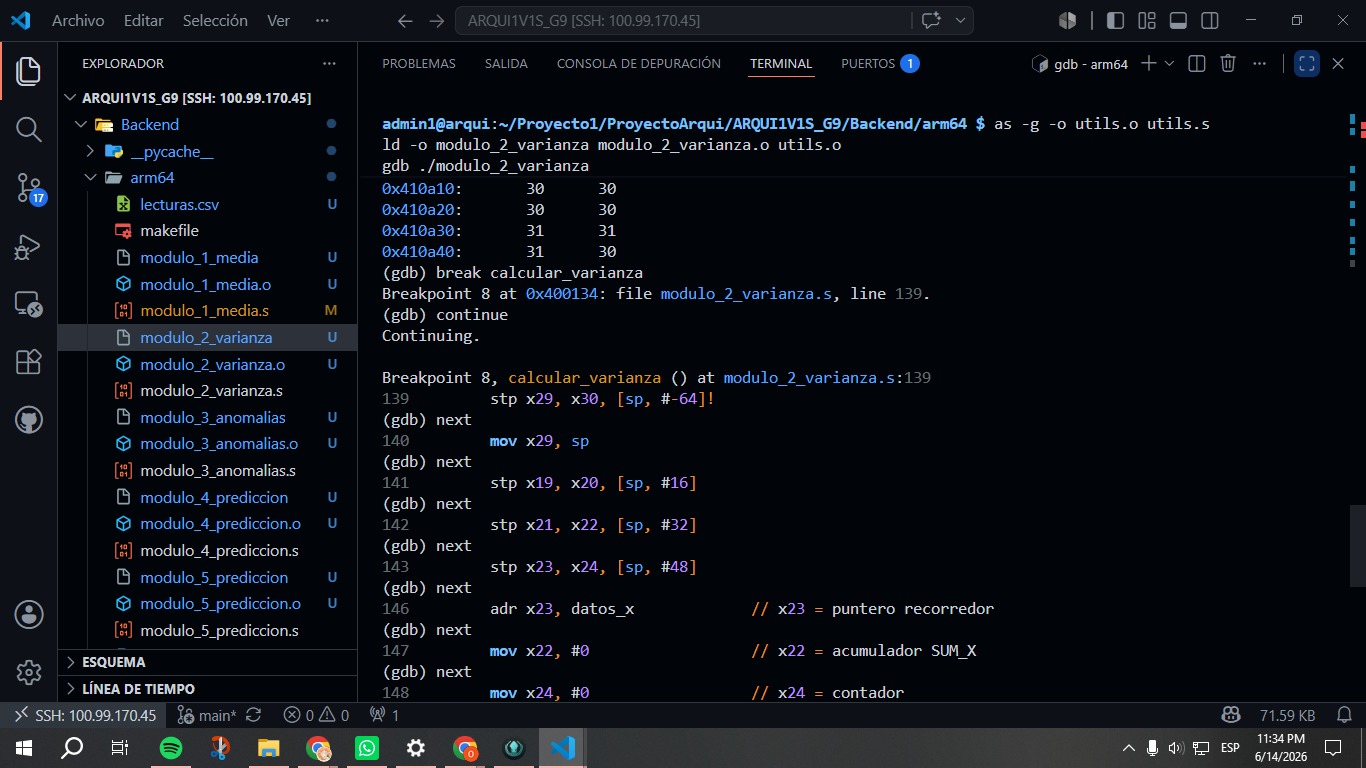 Archivo Editar Selección Ver ···
ARQUI1V1S_G9 [SSH: 100.99.170.45]
EXPLORADOR ···
PROBLEMAS SALIDA CONSOLA DE DEPURACIÓN TERMINAL PUERTOS 1
gdb - arm64
ARQUI1V1S_G9 [SSH: 100.99.170.45]
Backend
__pycache__
arm64
lecturas.csv U
makefile
modulo_1_media U
modulo_1_media.o U
modulo_1_media.s M
modulo_2_varianza U
modulo_2_varianza.o U
modulo_2_varianza.s
modulo_3_anomalias U
modulo_3_anomalias.o U
modulo_3_anomalias.s
modulo_4_prediccion U
modulo_4_prediccion.o U
modulo_4_prediccion.s
modulo_5_prediccion U
modulo_5_prediccion.o U
modulo_5_prediccion.s
ESQUEMA
LÍNEA DE TIEMPO
17
admin1@arqui:~/Proyecto1/ProyectoArqui/ARQUI1V1S_G9/Backend/arm64 $ as -g -o utils.o utils.s
ld -o modulo_2_varianza modulo_2_varianza.o utils.o
gdb ./modulo_2_varianza
0x410a10: 30 30
0x410a20: 30 30
0x410a30: 31 31
0x410a40: 31 30
(gdb) break calcular_varianza
Breakpoint 8 at 0x400134: file modulo_2_varianza.s, line 139.
(gdb) continue
Continuing.
Breakpoint 8, calcular_varianza () at modulo_2_varianza.s:139
139 stp x29, x30, [sp, #-64]!
(gdb) next
140 mov x29, sp
(gdb) next
141 stp x19, x20, [sp, #16]
(gdb) next
142 stp x21, x22, [sp, #32]
(gdb) next
143 stp x23, x24, [sp, #48]
(gdb) next
146 adr x23, datos_x // x23 = puntero recorredor
(gdb) next
147 mov x22, #0 // x22 = acumulador SUM_X
(gdb) next
148 mov x24, #0 // x24 = contador
SSH: 100.99.170.45 main* 0 0 1 71.59 KB
ESP 11:34 PM
6/14/2026